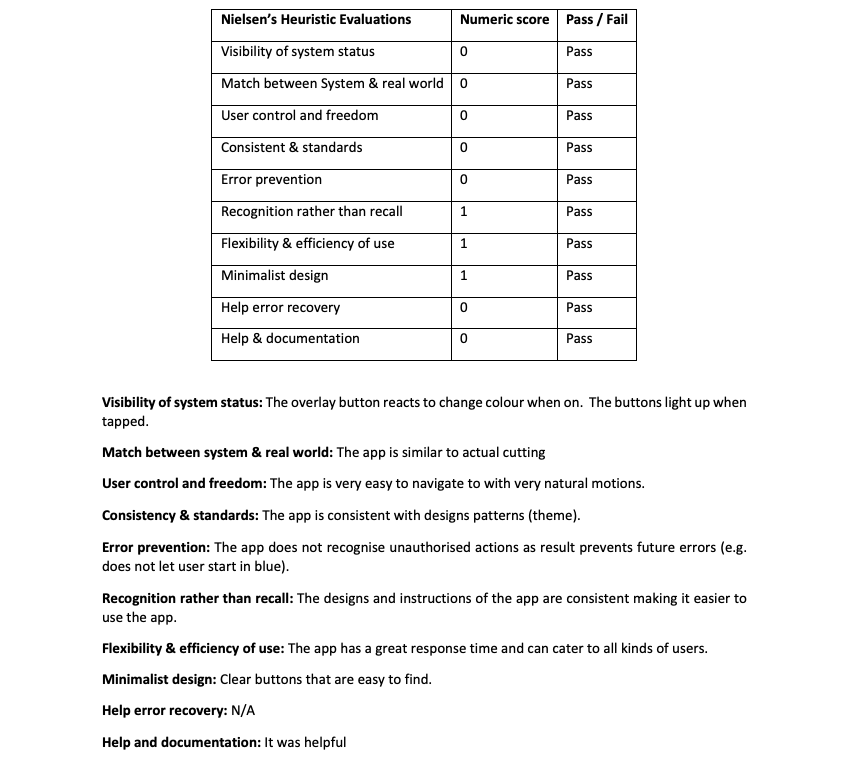 Nielsen's Heuristic Evaluations Numeric score Pass / Fail
Visibility of system status 0 Pass
Match between System & real world 0 Pass
User control and freedom 0 Pass
Consistent & standards 0 Pass
Error prevention 0 Pass
Recognition rather than recall 1 Pass
Flexibility & efficiency of use 1 Pass
Minimalist design 1 Pass
Help error recovery 0 Pass
Help & documentation 0 Pass
Visibility of system status: The overlay button reacts to change colour when on. The buttons light up when
tapped.
Match between system & real world: The app is similar to actual cutting
User control and freedom: The app is very easy to navigate to with very natural motions.
Consistency & standards: The app is consistent with designs patterns (theme).
Error prevention: The app does not recognise unauthorised actions as result prevents future errors (e.g.
does not let user start in blue).
Recognition rather than recall: The designs and instructions of the app are consistent making it easier to
use the app.
Flexibility & efficiency of use: The app has a great response time and can cater to all kinds of users.
Minimalist design: Clear buttons that are easy to find.
Help error recovery: N/A
Help and documentation: It was helpful